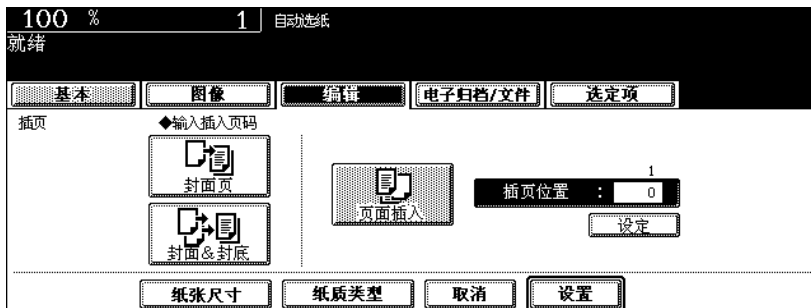 100 % 1 自动选纸
就绪
基本 图像 编辑 电子归档/文件 选定项
插页 ◆输入插入页码
封面页
封面&封底
页面插入
1
插页位置 : 0
设定
纸张尺寸 纸质类型 取消 设置